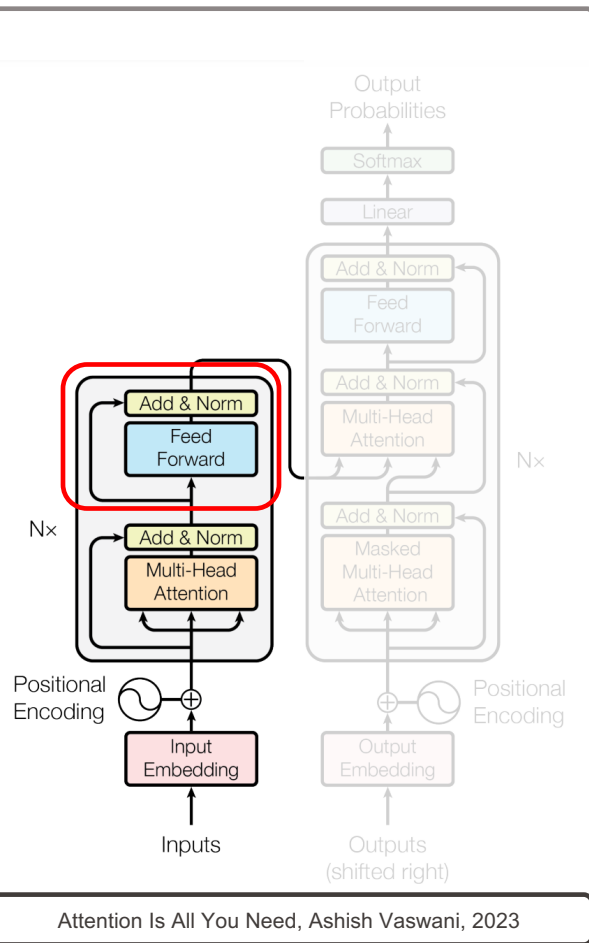 Output
Probabilities
Softmax
Linear
Add & Norm
Feed
Forward
Add & Norm
Multi-Head
Attention
Nx
Add & Norm
Masked
Multi-Head
Attention
Positional
Encoding
Output
Embedding
Outputs
(shifted right)
Add & Norm
Feed
Forward
Nx
Add & Norm
Multi-Head
Attention
Positional
Encoding
Input
Embedding
Inputs
Attention Is All You Need, Ashish Vaswani, 2023